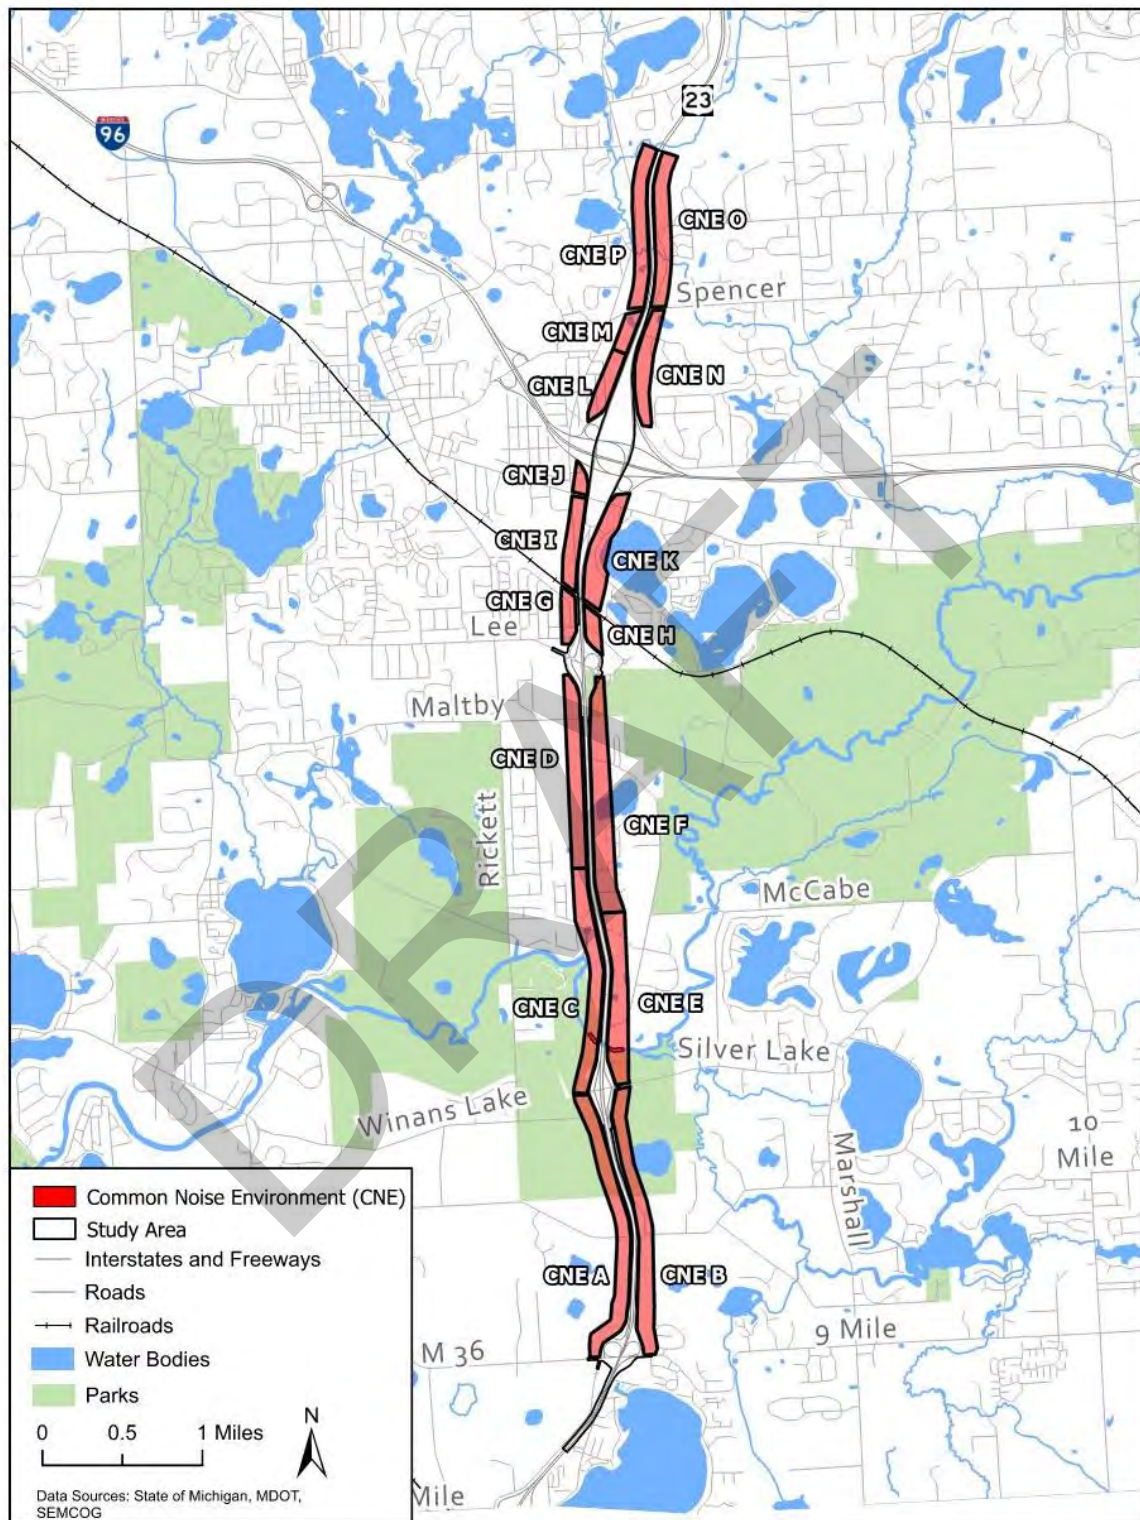 23
96
CNE O
CNE P
Spencer
CNE M
CNE N
CNE L
CNE J
CNE I
CNE K
CNE G
Lee
CNE H
Maltby
CNE D
Rickett
CNE F
McCabe
CNE C
CNE E
Silver Lake
Winans Lake
10
Mile
Marshall
CNE A
CNE B
9 Mile
M 36
Mile
DRAFT
Common Noise Environment (CNE)
Study Area
Interstates and Freeways
Roads
Railroads
Water Bodies
Parks
0 0.5 1 Miles
N
Data Sources: State of Michigan, MDOT,
SEMCOG